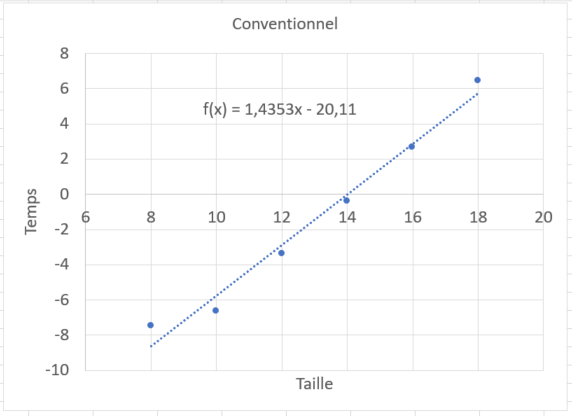 Conventionnel
8
6
f(x) = 1,4353x - 20,11
4
2
0
6 8 10 12 14 16 18 20
-2
-4
-6
-8
-10
Temps
Taille